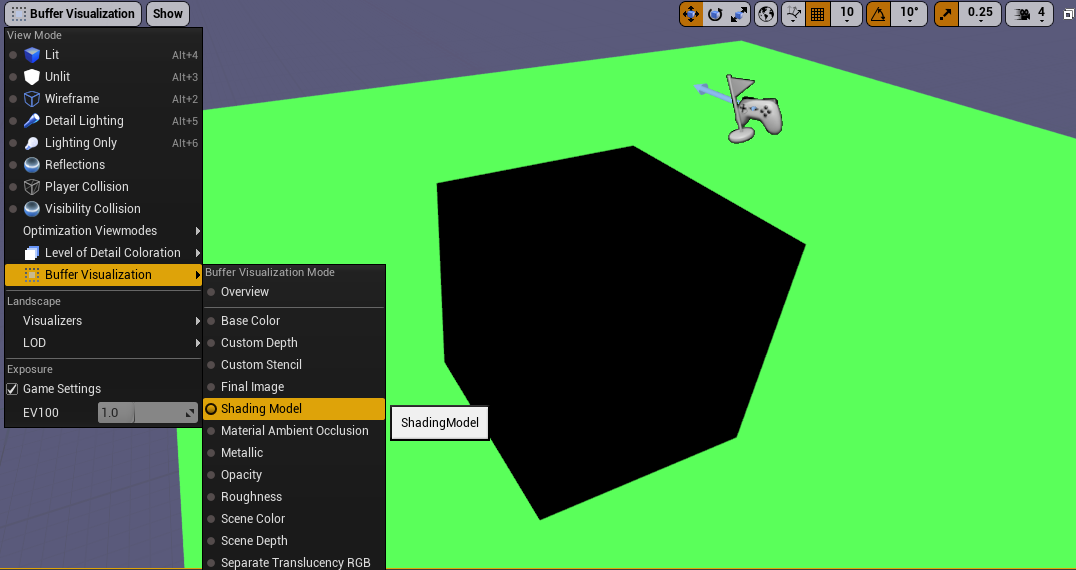 Buffer Visualization Show 10 10° 0.25 4
View Mode
Lit Alt+4
Unlit Alt+3
Wireframe Alt+2
Detail Lighting Alt+5
Lighting Only Alt+6
Reflections
Player Collision
Visibility Collision
Optimization Viewmodes
Level of Detail Coloration
Buffer Visualization
Landscape
Visualizers
LOD
Exposure
Game Settings
EV100 1.0
Buffer Visualization Mode
Overview
Base Color
Custom Depth
Custom Stencil
Final Image
Shading Model
Material Ambient Occlusion
Metallic
Opacity
Roughness
Scene Color
Scene Depth
Separate Translucency RGB
ShadingModel